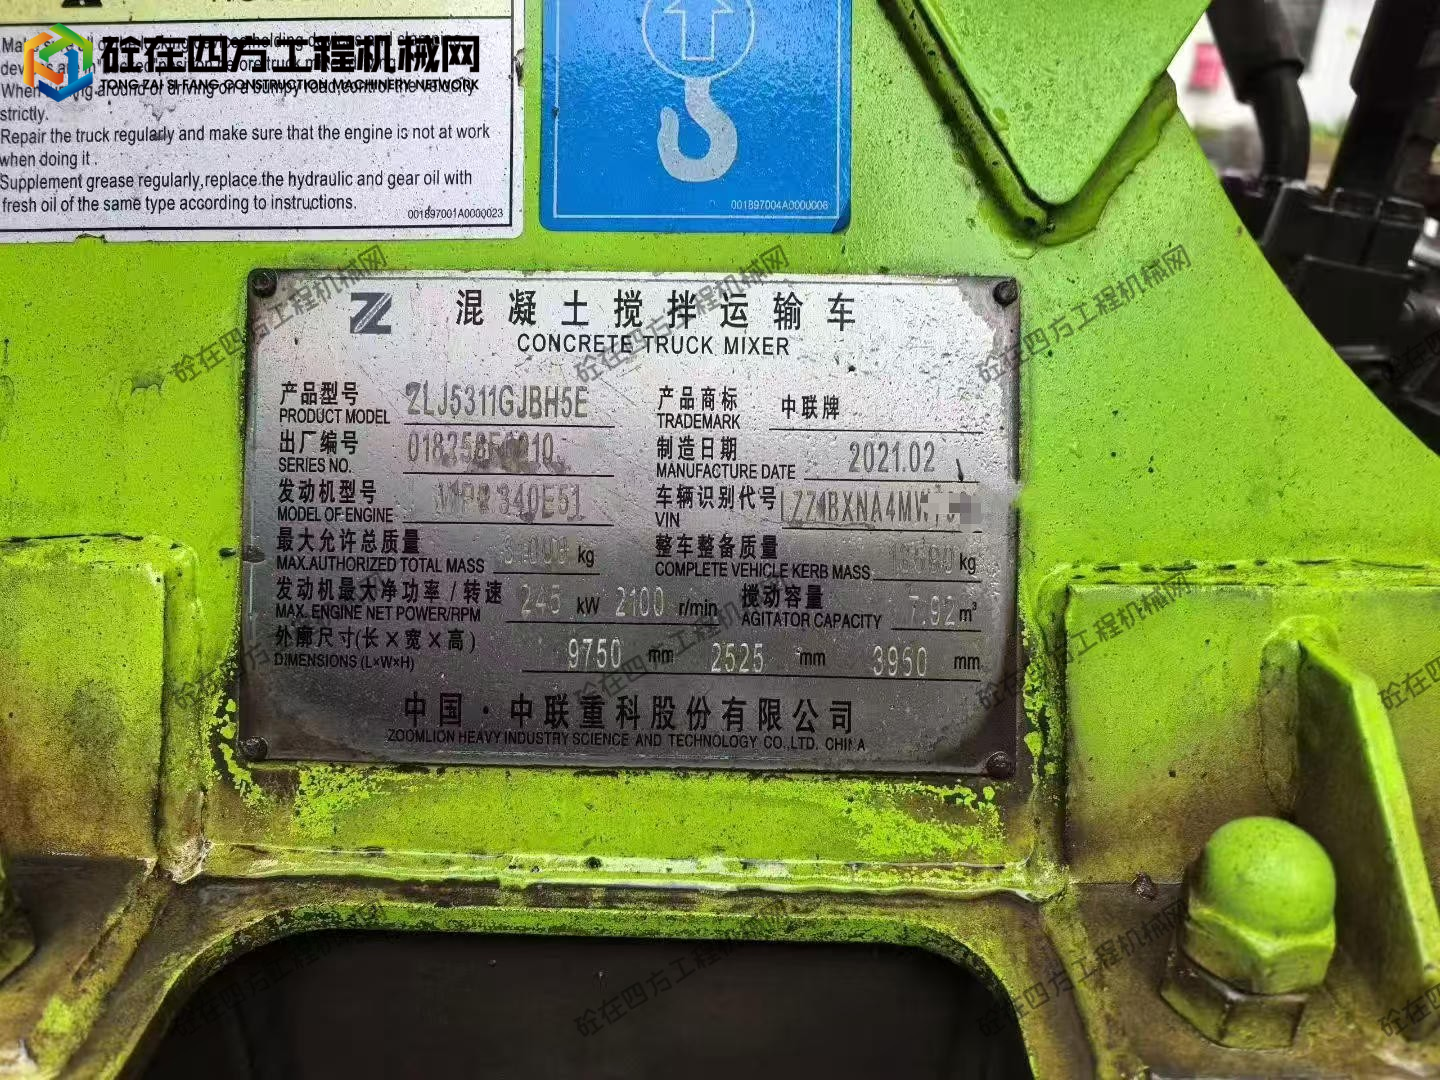 砼在四方工程机械网
TONG ZAI SI FANG CONSTRUCTION MACHINERY NETWORK
strictly.
Repair the truck regularly and make sure that the engine is not at work
when doing it .
Supplement grease regularly,replace the hydraulic and gear oil with
fresh oil of the same type according to instructions.
001897001A0000023
001897004A0000006
混凝土搅拌运输车
CONCRETE TRUCK MIXER
产品型号 ZLJ5311GJBH5E 产品商标 中联牌
PRODUCT MODEL TRADEMARK
出厂编号 制造日期 2021.02
SERIES NO. MANUFACTURE DATE
发动机型号 车辆识别代号
MODEL OF ENGINE VIN
最大允许总质量 kg 整车整备质量 kg
MAX.AUTHORIZED TOTAL MASS COMPLETE VEHICLE KERB MASS
发动机最大净功率 / 转速 245 kW 2100 r/min 搅动容量 7.92 m³
MAX. ENGINE NET POWER/RPM AGITATOR CAPACITY
外廓尺寸(长×宽×高) 9750 mm 2525 mm 3950 mm
DIMENSIONS (L×W×H)
中国·中联重科股份有限公司
ZOOMLION HEAVY INDUSTRY SCIENCE AND TECHNOLOGY CO.,LTD. CHINA